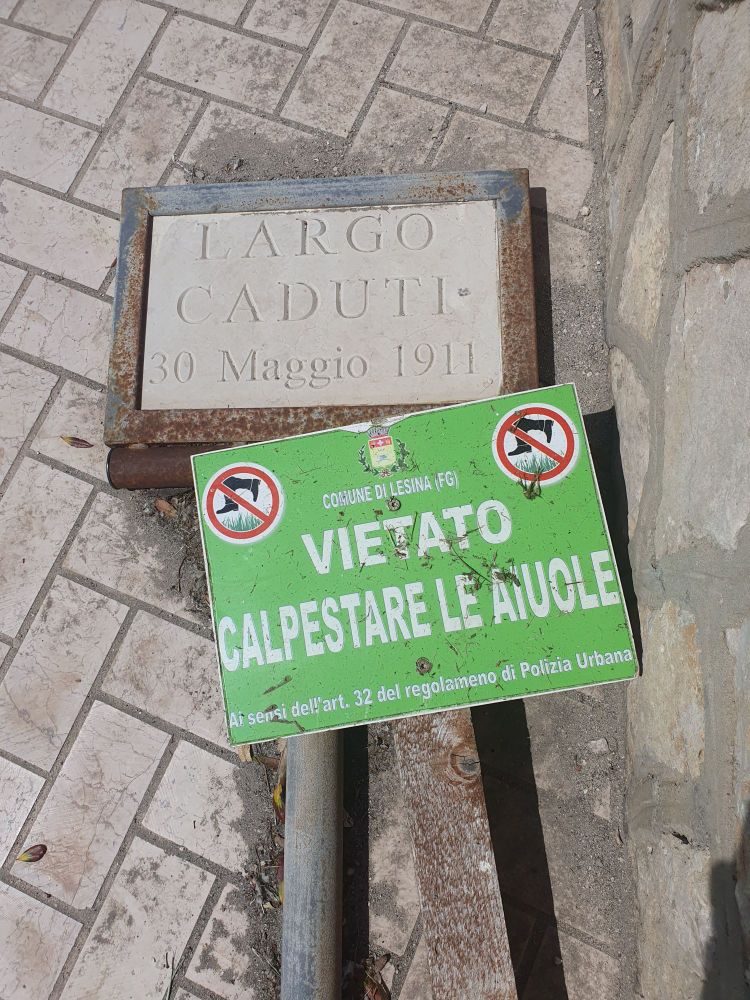 LARGO
CADUTI
30 Maggio 1911
COMUNE DI LESINA (FG)
VIETATO
CALPESTARE LE AIUOLE
Ai sensi dell'art. 32 del regolameno di Polizia Urbana